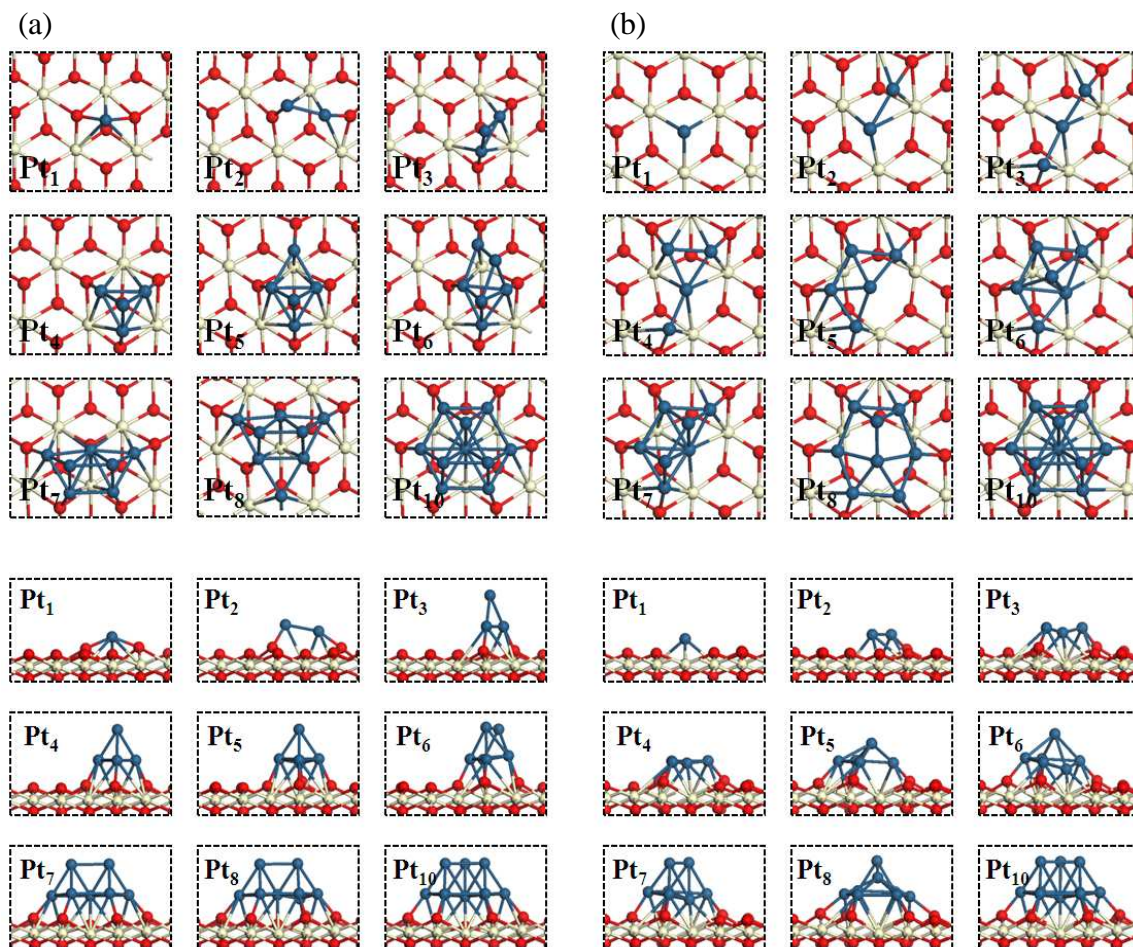 (a) (b)
Pt₁ Pt₂ Pt₃ Pt₁ Pt₂ Pt₃
Pt₄ Pt₅ Pt₆ Pt₄ Pt₅ Pt₆
Pt₇ Pt₈ Pt₁₀ Pt₇ Pt₈ Pt₁₀
Pt₁ Pt₂ Pt₃ Pt₁ Pt₂ Pt₃
Pt₄ Pt₅ Pt₆ Pt₄ Pt₅ Pt₆
Pt₇ Pt₈ Pt₁₀ Pt₇ Pt₈ Pt₁₀